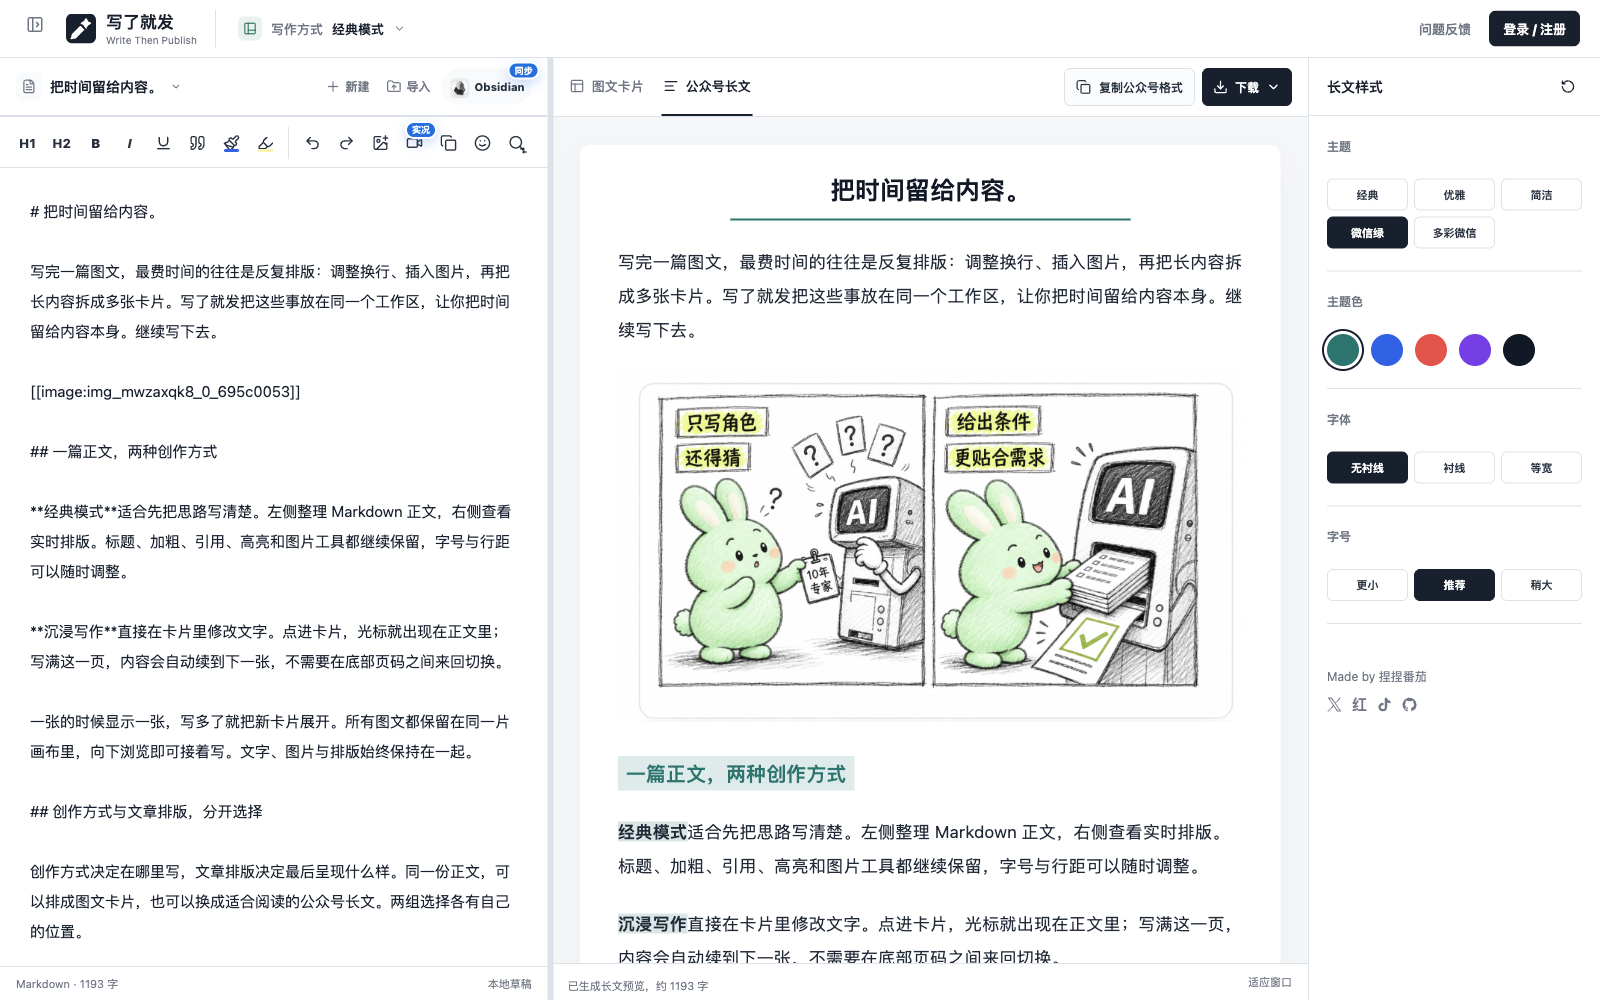 写了就发
Write Then Publish
写作方式 经典模式
问题反馈
登录 / 注册
把时间留给内容。
新建
导入
Obsidian
同步
图文卡片
公众号长文
复制公众号格式
下载
长文样式
H1 H2 B I U
实况
# 把时间留给内容。
写完一篇图文，最费时间的往往是反复排版：调整换行、插入图片，再把
长内容拆成多张卡片。写了就发把这些事放在同一个工作区，让你把时间
留给内容本身。继续写下去。
[[image:img_mwzaxqk8_0_695c0053]]
## 一篇正文，两种创作方式
**经典模式**适合先把思路写清楚。左侧整理 Markdown 正文，右侧查看
实时排版。标题、加粗、引用、高亮和图片工具都继续保留，字号与行距
可以随时调整。
**沉浸写作**直接在卡片里修改文字。点进卡片，光标就出现在正文里；
写满这一页，内容会自动续到下一张，不需要在底部页码之间来回切换。
一张的时候显示一张，写多了就把新卡片展开。所有图文都保留在同一片
画布里，向下浏览即可接着写。文字、图片与排版始终保持在一起。
## 创作方式与文章排版，分开选择
创作方式决定在哪里写，文章排版决定最后呈现什么样。同一份正文，可
以排成图文卡片，也可以换成适合阅读的公众号长文。两组选择各有自己
的位置。
Markdown · 1193 字
本地草稿
把时间留给内容。
写完一篇图文，最费时间的往往是反复排版：调整换行、插入图片，再把长内容拆
成多张卡片。写了就发把这些事放在同一个工作区，让你把时间留给内容本身。继
续写下去。
只写角色
还得猜
? ? ?
?
AI
10年
专家
给出条件
更贴合需求
AI
一篇正文，两种创作方式
经典模式适合先把思路写清楚。左侧整理 Markdown 正文，右侧查看实时排版。
标题、加粗、引用、高亮和图片工具都继续保留，字号与行距可以随时调整。
沉浸写作直接在卡片里修改文字。点进卡片，光标就出现在正文里；写满这一页，
内容会自动续到下一张，不需要在底部页码之间来回切换。
已生成长文预览，约 1193 字
适应窗口
主题
经典 优雅 简洁
微信绿 多彩微信
主题色
字体
无衬线 衬线 等宽
字号
更小 推荐 稍大
Made by 捏捏番茄
红